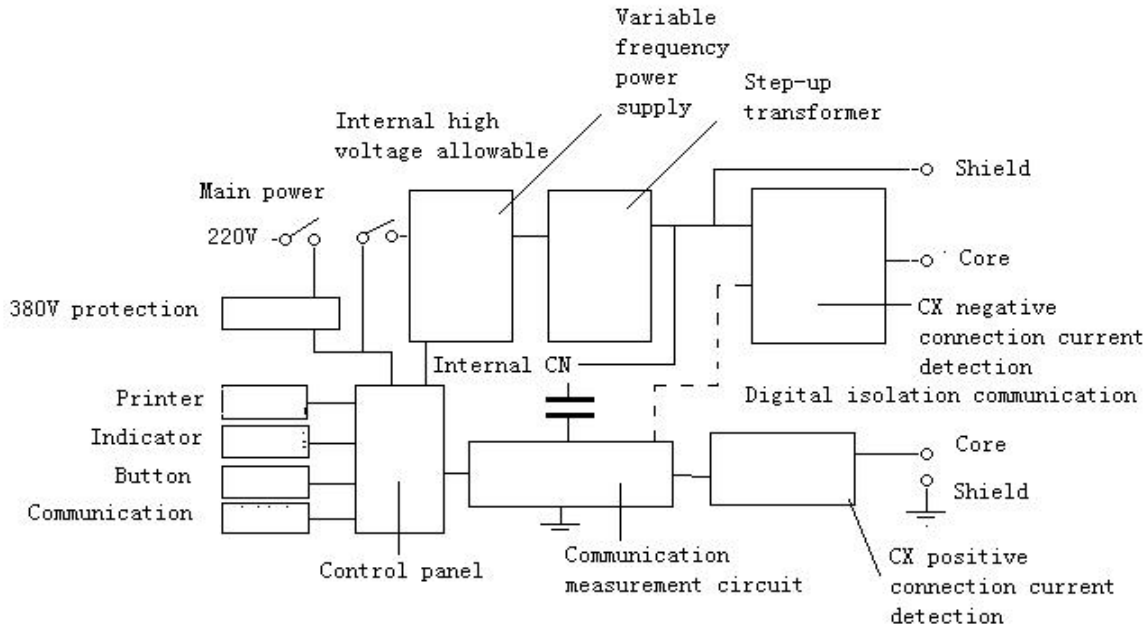 Variable
frequency
power
supply
Step-up
transformer
Internal high
voltage allowable
Shield
Main power
220V
Core
380V protection
CX negative
connection current
detection
Internal CN
Digital isolation communication
Printer
Indicator
Button
Communication
Core
Shield
Control panel
Communication
measurement circuit
CX positive
connection current
detection